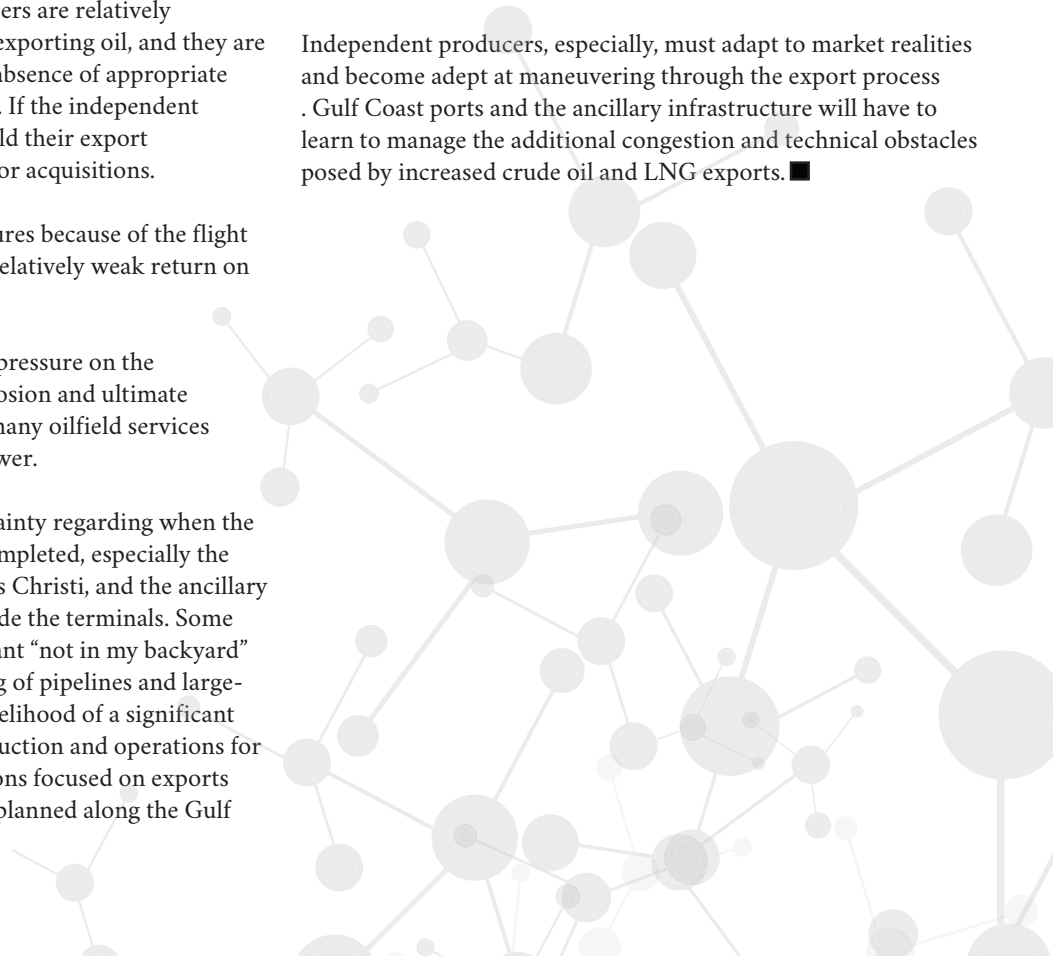 ers are relatively
exporting oil, and they are
absence of appropriate
. If the independent
ld their export
or acquisitions.
ures because of the flight
relatively weak return on
pressure on the
osion and ultimate
many oilfield services
wer.
ainty regarding when the
mpleted, especially the
s Christi, and the ancillary
de the terminals. Some
ant “not in my backyard”
g of pipelines and large-
elihood of a significant
uction and operations for
ons focused on exports
planned along the Gulf
Independent producers, especially, must adapt to market realities
and become adept at maneuvering through the export process
. Gulf Coast ports and the ancillary infrastructure will have to
learn to manage the additional congestion and technical obstacles
posed by increased crude oil and LNG exports.